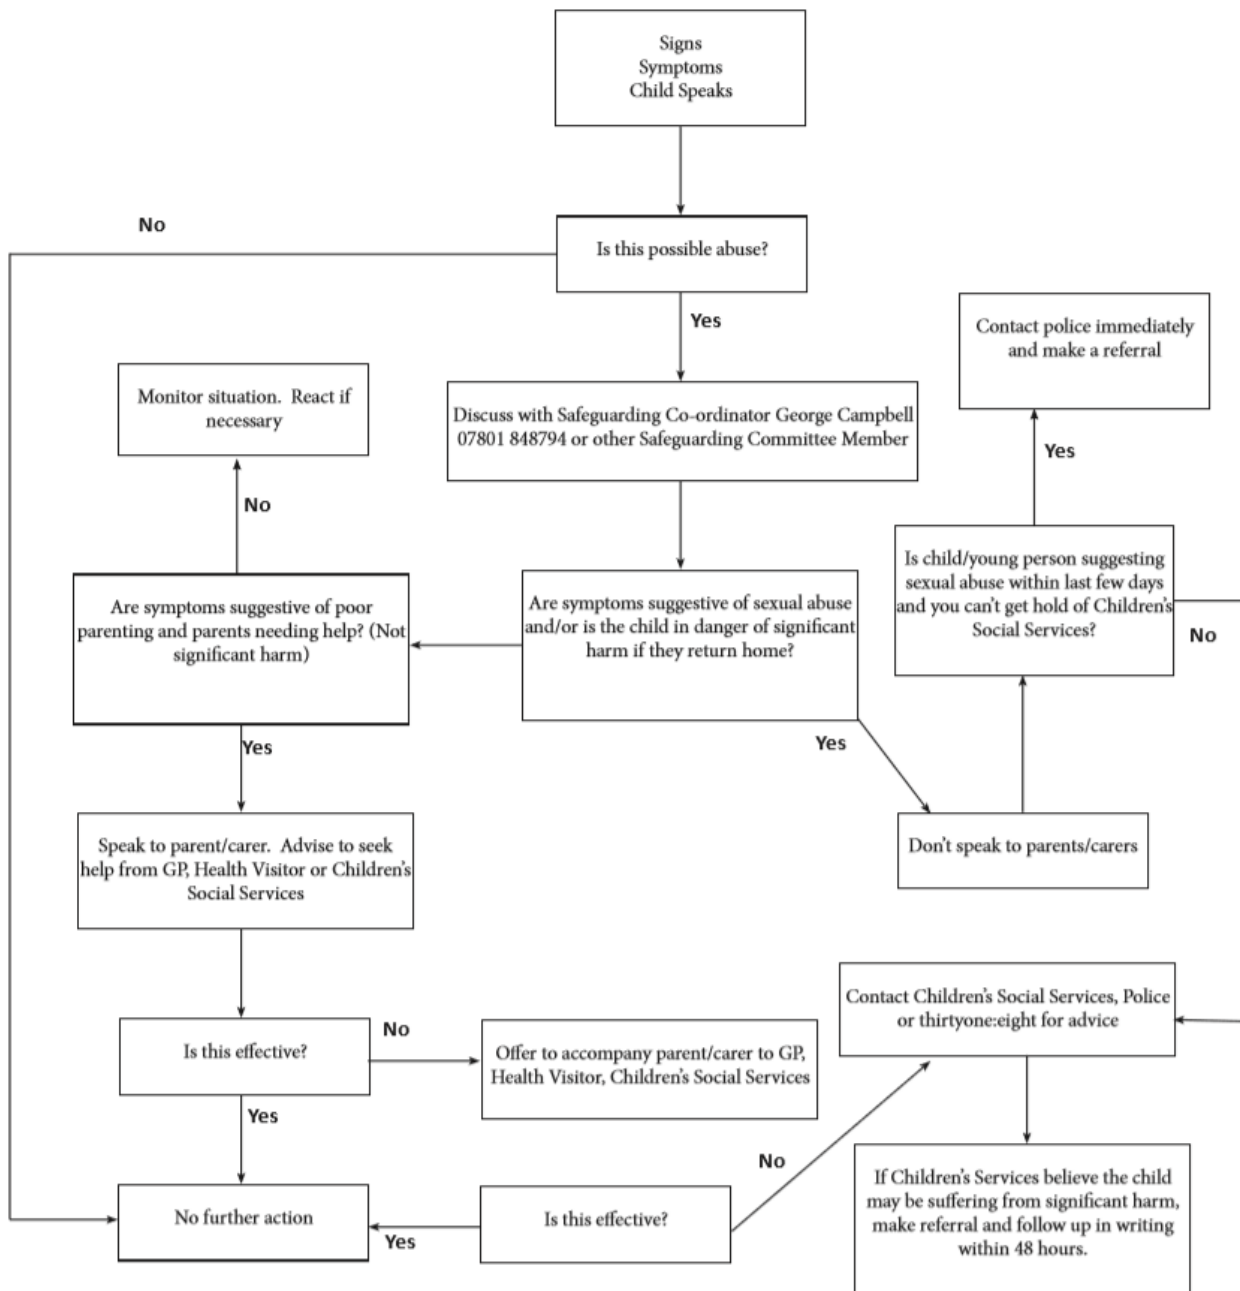 Signs
Symptoms
Child Speaks
No
Is this possible abuse?
Yes
Contact police immediately
and make a referral
Monitor situation.  React if
necessary
Discuss with Safeguarding Co-ordinator George Campbell
07801 848794 or other Safeguarding Committee Member
Yes
No
Is child/young person suggesting
sexual abuse within last few days
and you can't get hold of Children's
Social Services?
No
Are symptoms suggestive of poor
parenting and parents needing help? (Not
significant harm)
Are symptoms suggestive of sexual abuse
and/or is the child in danger of significant
harm if they return home?
Yes
Yes
Speak to parent/carer.  Advise to seek
help from GP, Health Visitor or Children's
Social Services
Don't speak to parents/carers
Contact Children's Social Services, Police
or thirtyone:eight for advice
Is this effective?
No
Offer to accompany parent/carer to GP,
Health Visitor, Children's Social Services
Yes
No
If Children's Services believe the child
may be suffering from significant harm,
make referral and follow up in writing
within 48 hours.
No further action
Yes
Is this effective?